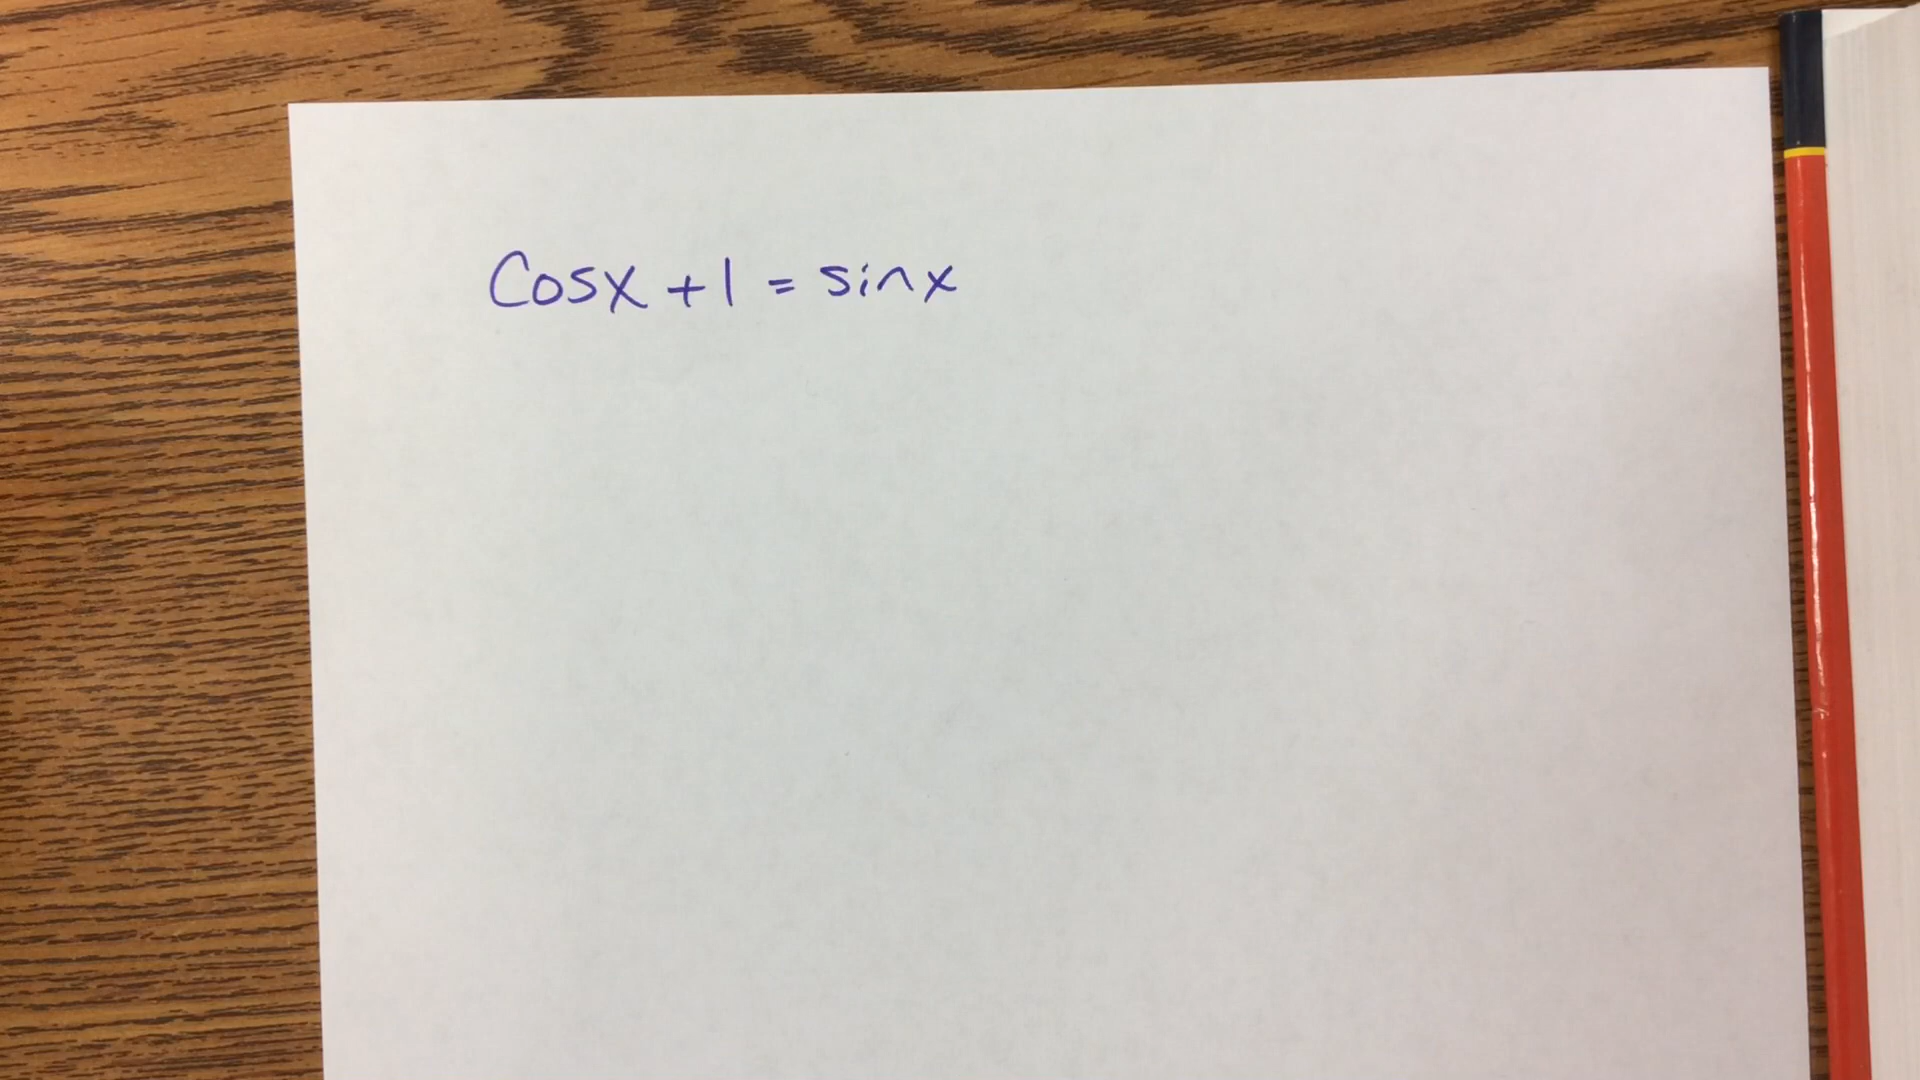 Cosx + 1 = sinx